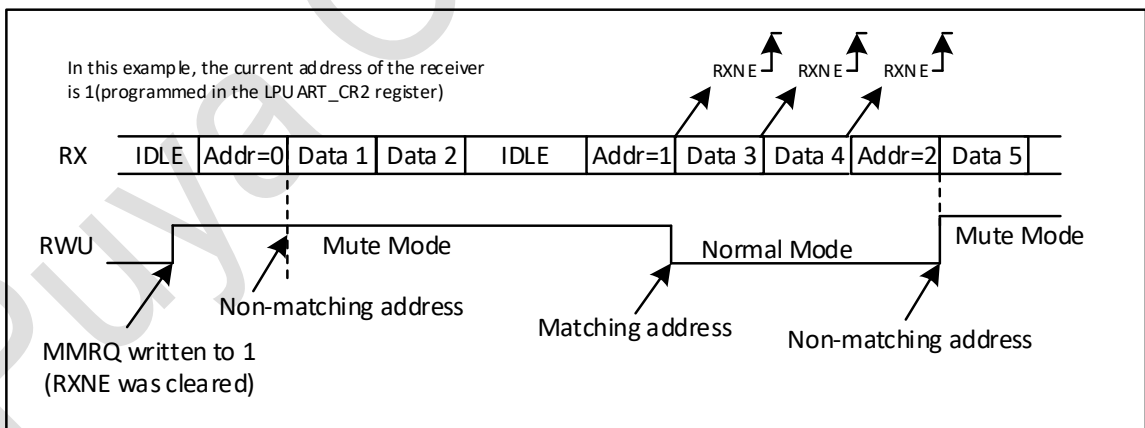 In this example, the current address of the receiver
is 1(programmed in the LPUART_CR2 register)
RXNE RXNE RXNE
RX IDLE Addr=0 Data 1 Data 2 IDLE Addr=1 Data 3 Data 4 Addr=2 Data 5
RWU Mute Mode Normal Mode Mute Mode
Non-matching address Matching address Non-matching address
MMRQ written to 1
(RXNE was cleared)
Puya C